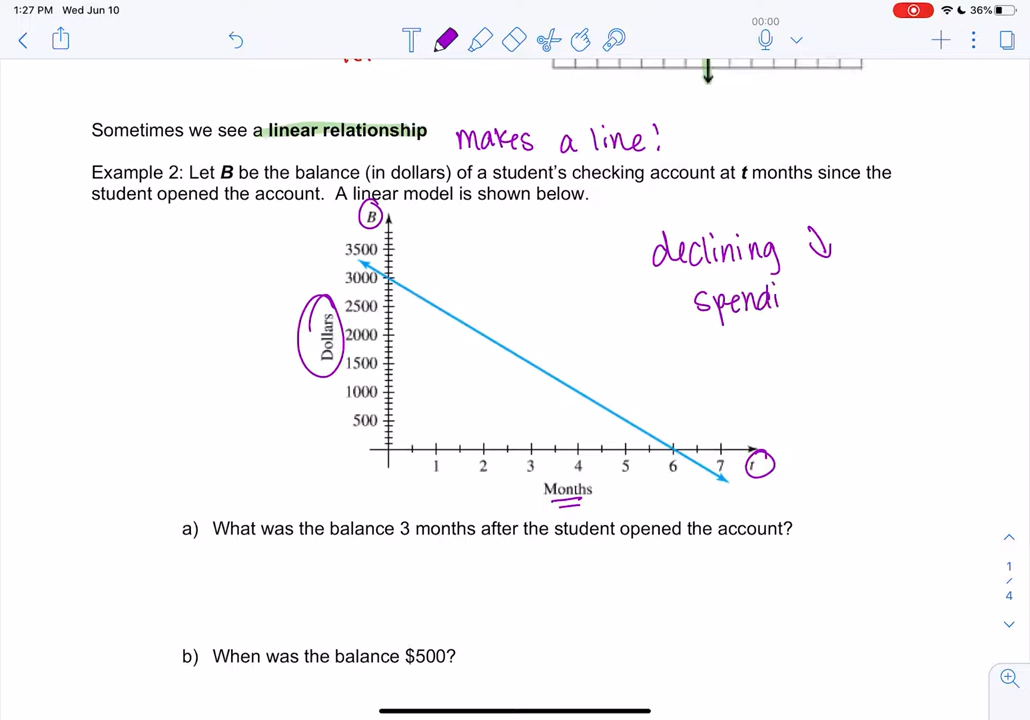 1:27 PM Wed Jun 10
36%
00:00
T
Sometimes we see a linear relationship makes a line!
Example 2: Let B be the balance (in dollars) of a student's checking account at t months since the
student opened the account. A linear model is shown below.
B
3500
3000
2500
2000
1500
1000
500
Dollars
declining
spendi
1 2 3 4 5 6 7 t
Months
a) What was the balance 3 months after the student opened the account?
b) When was the balance $500?
1
/
4